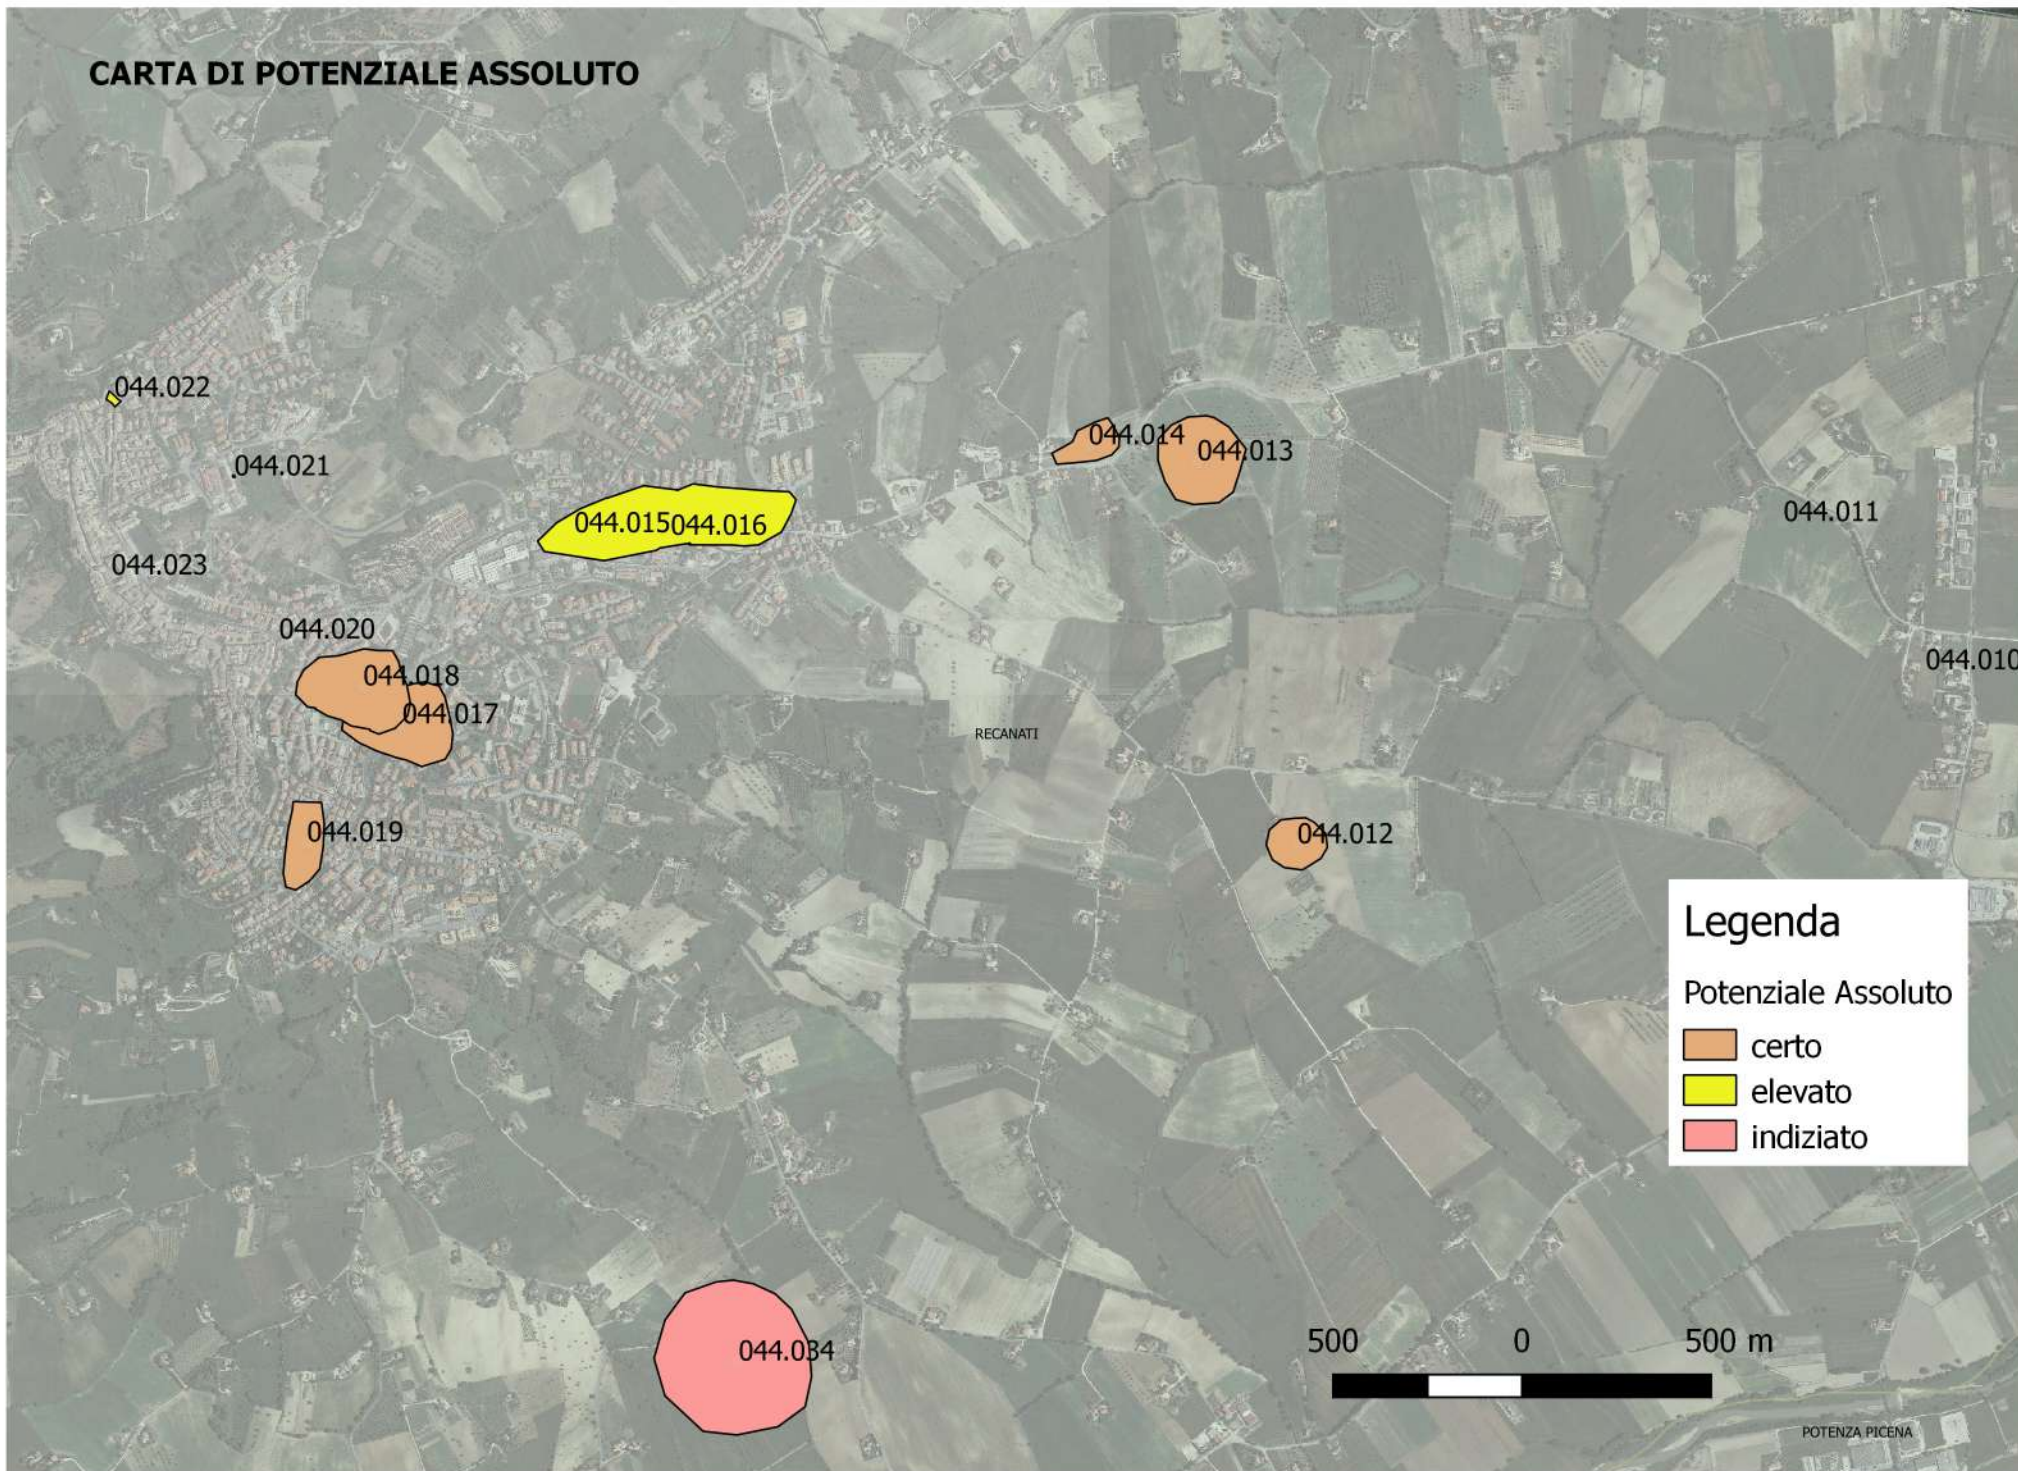 CARTA DI POTENZIALE ASSOLUTO
044.022
044.014
044.013
044.021
044.015
044.016
044.011
044.023
044.020
044.010
044.018
044.017
RECANATI
044.019
044.012
Legenda
Potenziale Assoluto
certo
elevato
indiziato
044.034
500 0 500 m
POTENZA PICENA